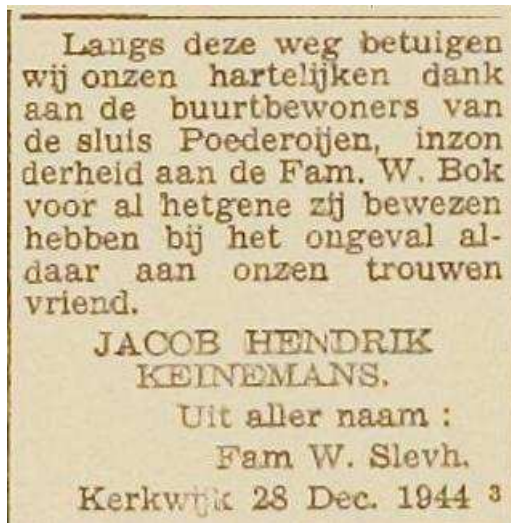 Langs deze weg betuigen
wij onzen hartelijken dank
aan de buurtbewoners van
de sluis Poederoijen, inzon
derheid aan de Fam. W. Bok
voor al hetgene zij bewezen
hebben bij het ongeval al-
daar aan onzen trouwen
vriend.
JACOB HENDRIK
KEINEMANS.
Uit aller naam :
Fam W. Slevh.
Kerkwijk 28 Dec. 1944 3